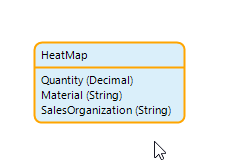 HeatMap
Quantity (Decimal)
Material (String)
SalesOrganization (String)